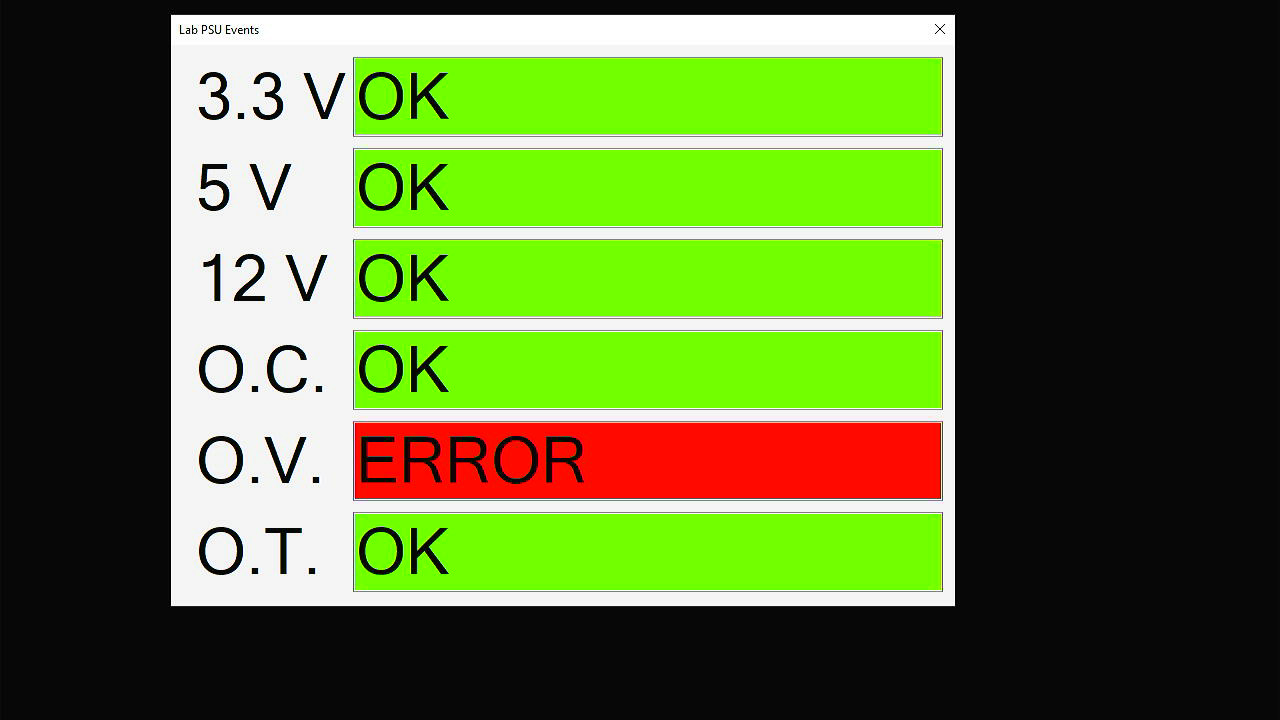 Lab PSU Events
3.3 V OK
5 V OK
12 V OK
O.C. OK
O.V. ERROR
O.T. OK